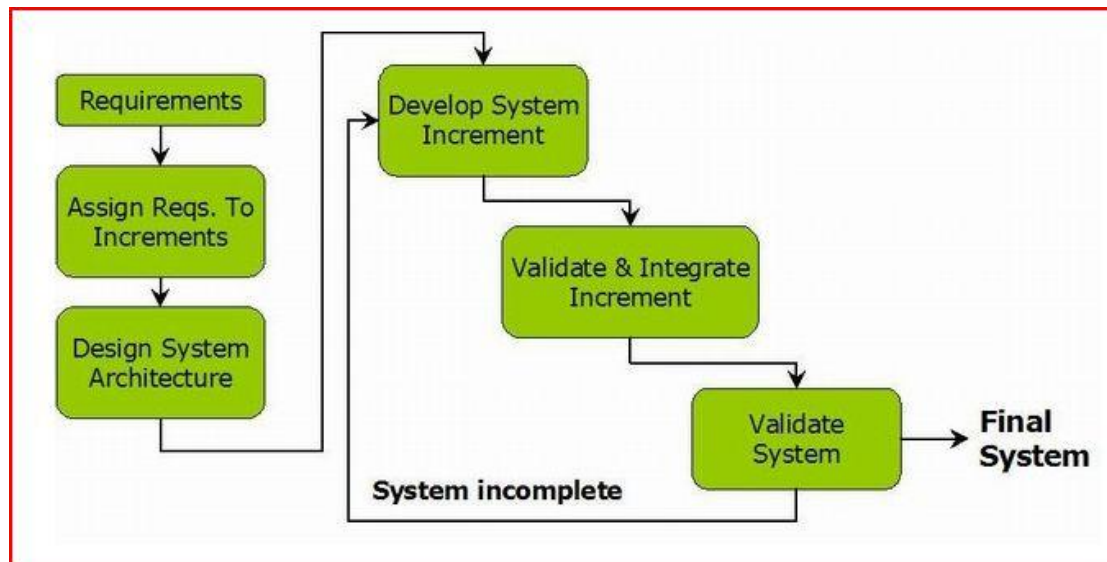 Requirements
Assign Reqs. To
Increments
Design System
Architecture
Develop System
Increment
Validate & Integrate
Increment
Validate
System
Final
System
System incomplete